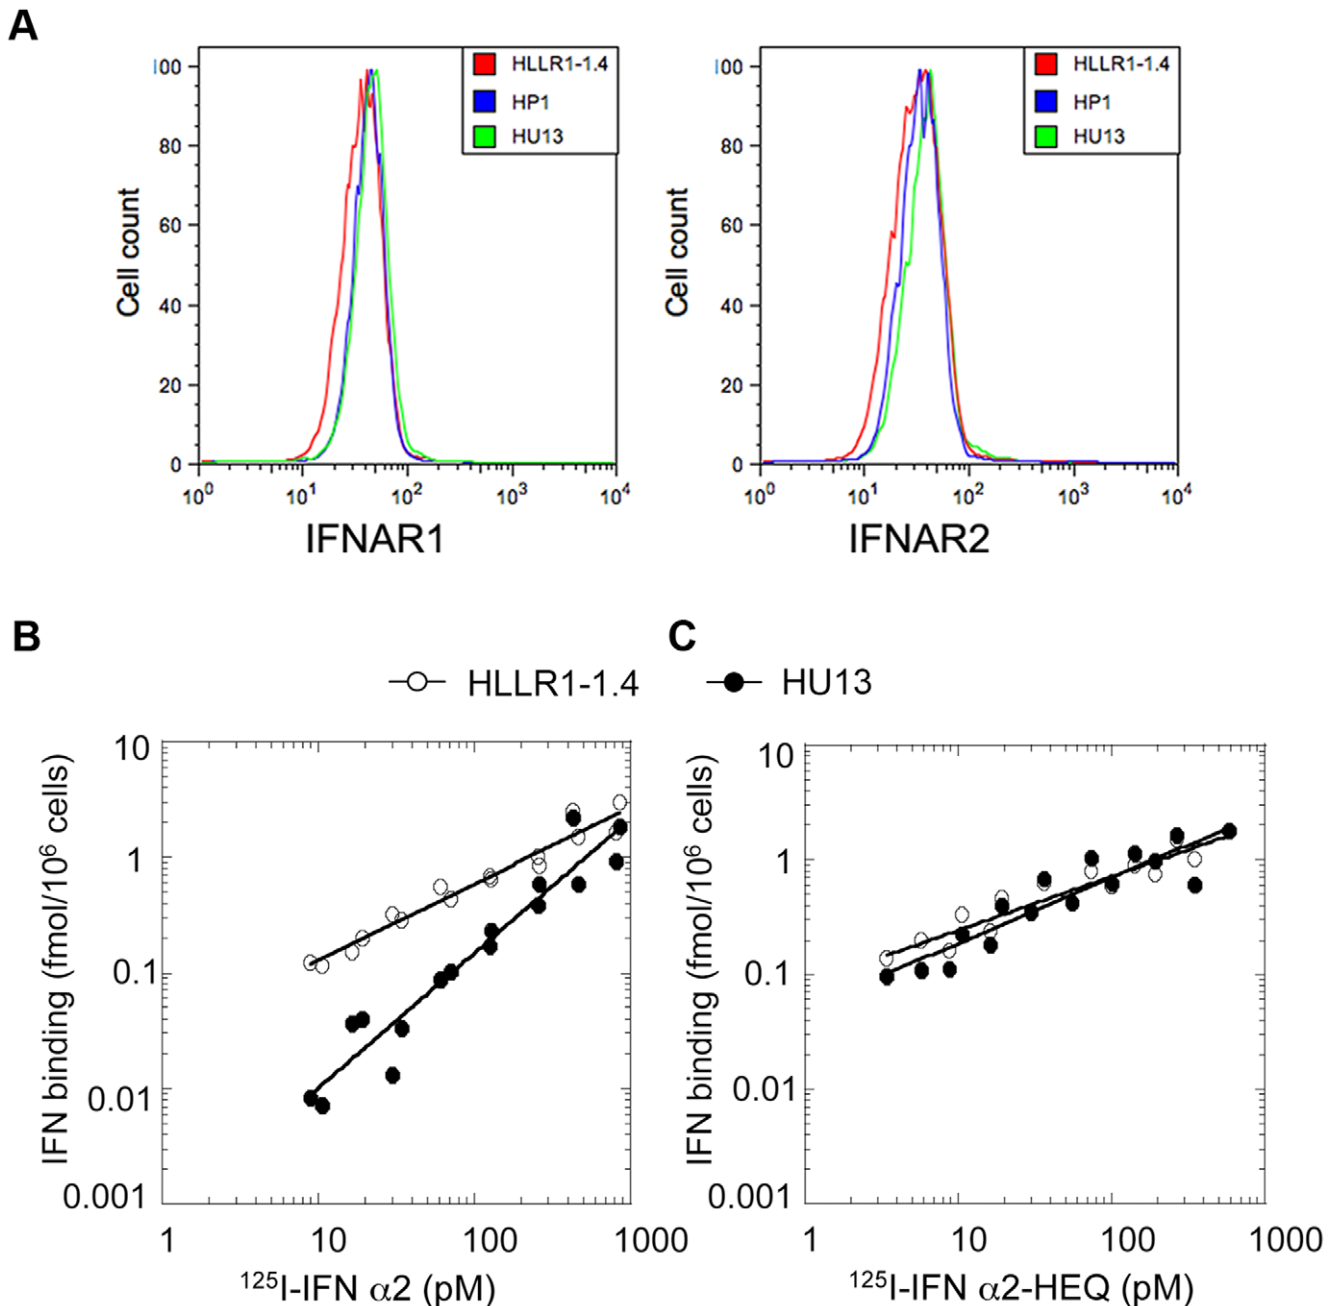 A
100
80
60
40
20
0
Cell count
HLLR1-1.4
HP1
HU13
10⁰ 10¹ 10² 10³ 10⁴
IFNAR1
100
80
60
40
20
0
Cell count
HLLR1-1.4
HP1
HU13
10⁰ 10¹ 10² 10³ 10⁴
IFNAR2
B
C
HLLR1-1.4
HU13
10
1
0.1
0.01
0.001
IFN binding (fmol/10⁶ cells)
1 10 100 1000
¹²⁵I-IFN α2 (pM)
10
1
0.1
0.01
0.001
IFN binding (fmol/10⁶ cells)
1 10 100 1000
¹²⁵I-IFN α2-HEQ (pM)